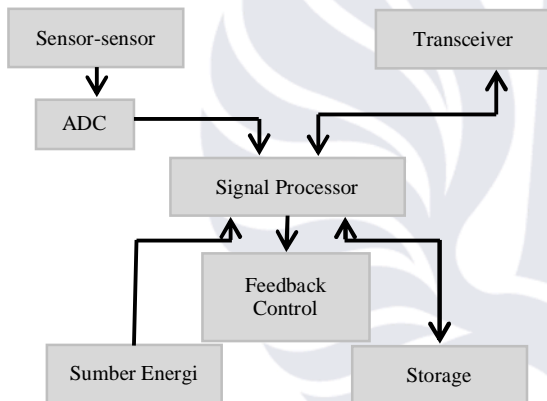 Sensor-sensor
Transceiver
ADC
Signal Processor
Feedback
Control
Sumber Energi
Storage